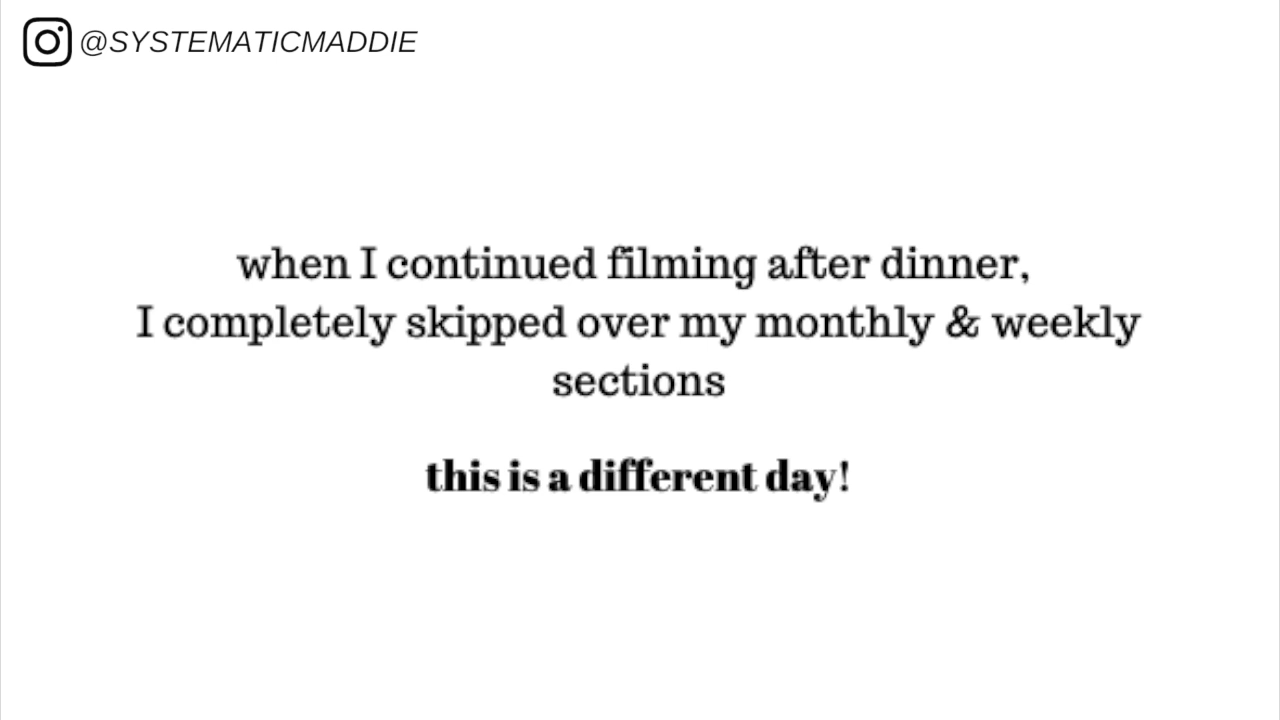 @SYSTEMATICMADDIE
when I continued filming after dinner,
I completely skipped over my monthly & weekly
sections
this is a different day!